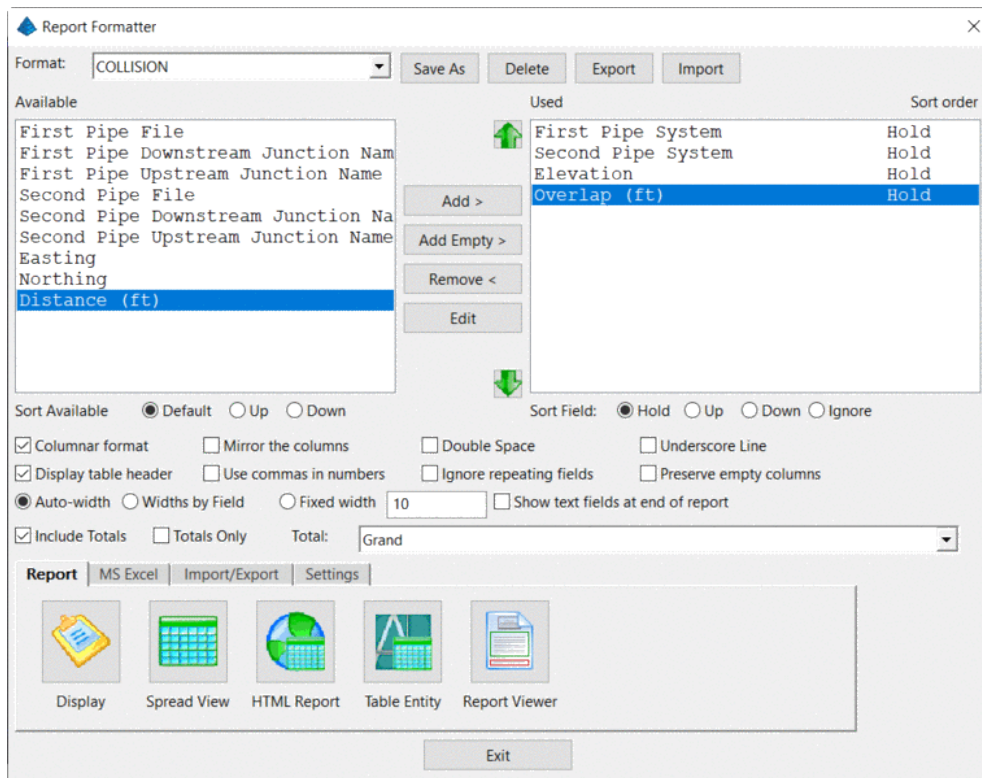 Report Formatter
Format: COLLISION Save As Delete Export Import
Available Used Sort order
First Pipe File
First Pipe Downstream Junction Nam
First Pipe Upstream Junction Name
Second Pipe File
Second Pipe Downstream Junction Na
Second Pipe Upstream Junction Name
Easting
Northing
Distance (ft)
Add >
Add Empty >
Remove <
Edit
First Pipe System Hold
Second Pipe System Hold
Elevation Hold
Overlap (ft) Hold
Sort Available Default Up Down Sort Field: Hold Up Down Ignore
Columnar format Mirror the columns Double Space Underscore Line
Display table header Use commas in numbers Ignore repeating fields Preserve empty columns
Auto-width Widths by Field Fixed width 10 Show text fields at end of report
Include Totals Totals Only Total: Grand
Report MS Excel Import/Export Settings
Display Spread View HTML Report Table Entity Report Viewer
Exit